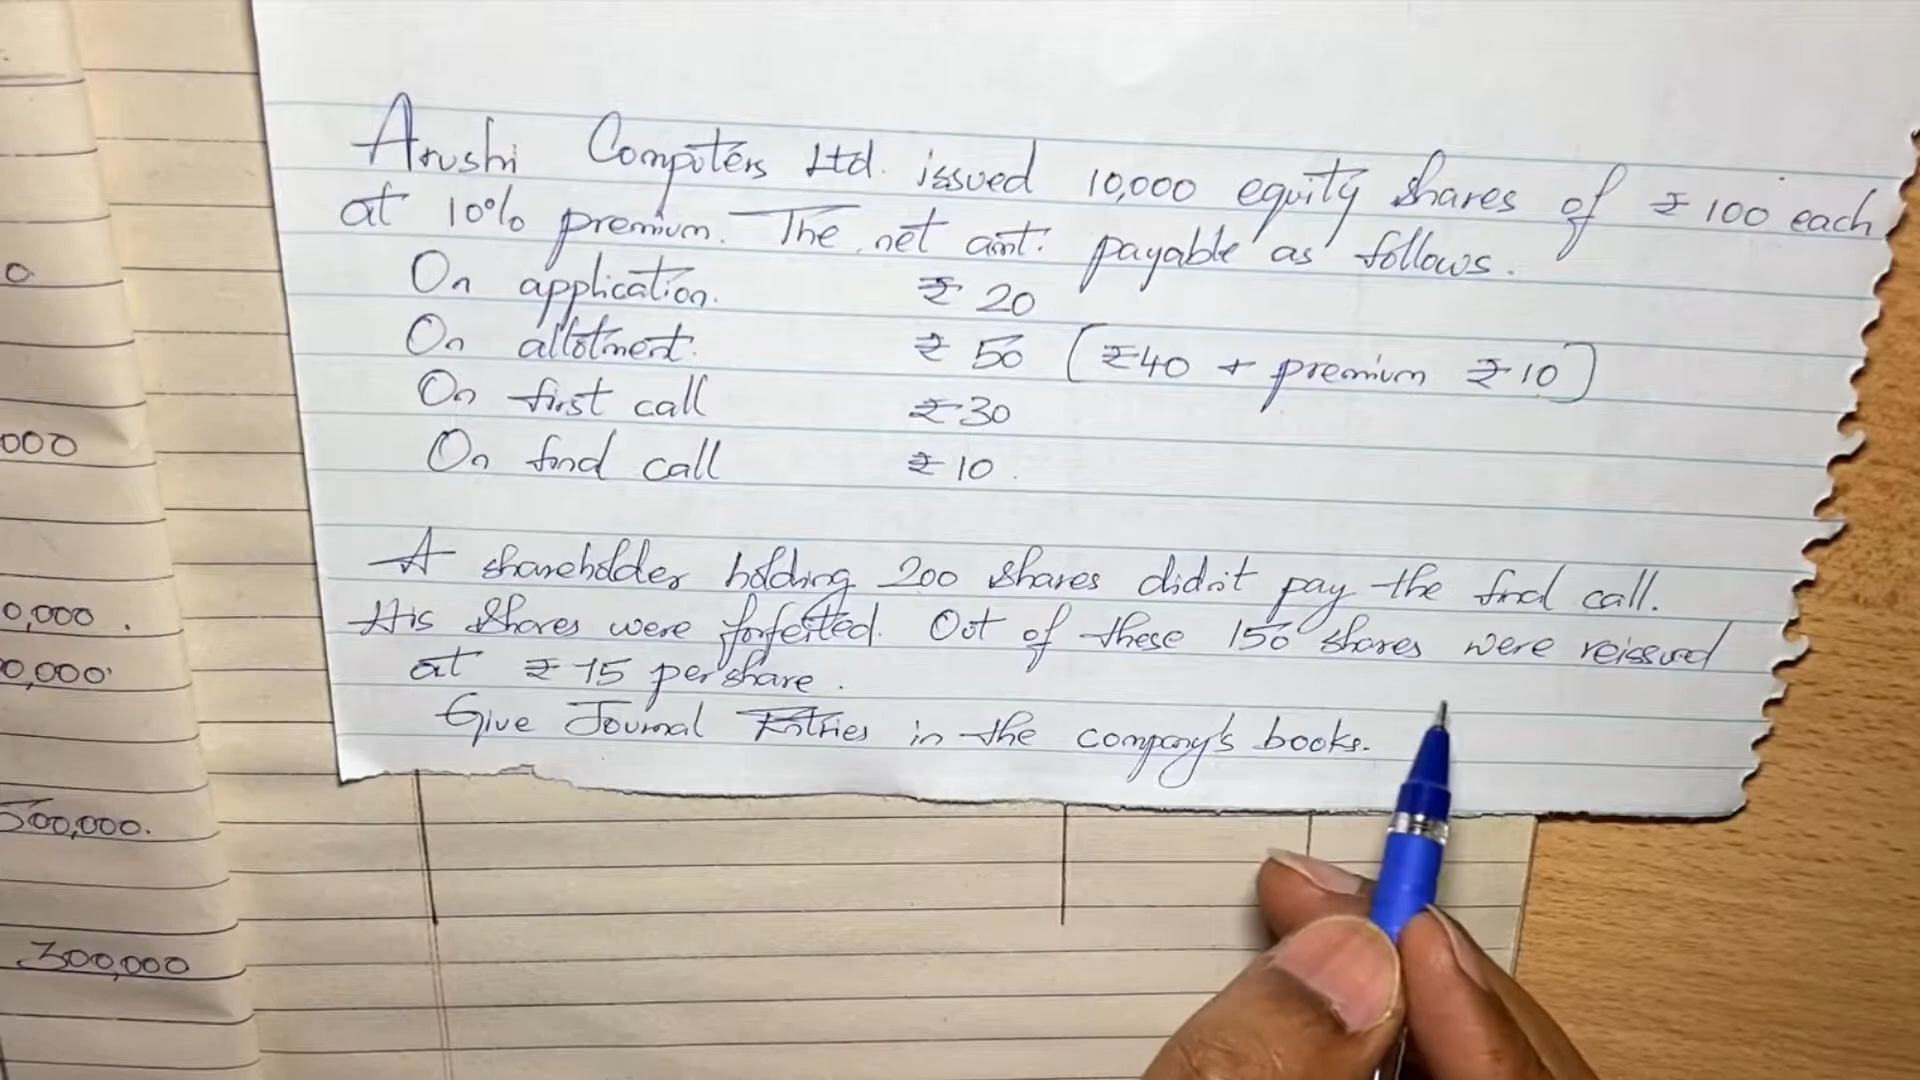 Arushi Computers Ltd. issued 10,000 equity shares of ₹ 100 each
at 10% premium. The net amt. payable as follows.
On application. ₹ 20
On allotment. ₹ 50 [₹40 + premium ₹10]
On first call ₹30
On final call ₹10.
A shareholder holding 200 shares didn't pay the final call.
His shares were forfeited. Out of these 150 shares were reissued
at ₹ 75 per share.
Give Journal Entries in the company's books.
0
000
0,000.
0,000
500,000.
300,000